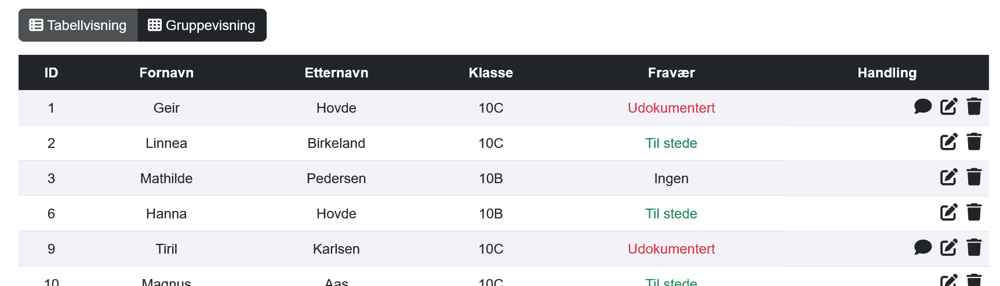 Tabellvisning Gruppevisning
ID Fornavn Etternavn Klasse Fravær Handling
1 Geir Hovde 10C Udokumentert
2 Linnea Birkeland 10C Til stede
3 Mathilde Pedersen 10B Ingen
6 Hanna Hovde 10B Til stede
9 Tiril Karlsen 10C Udokumentert
10 Magnus Aas 10C Til stede